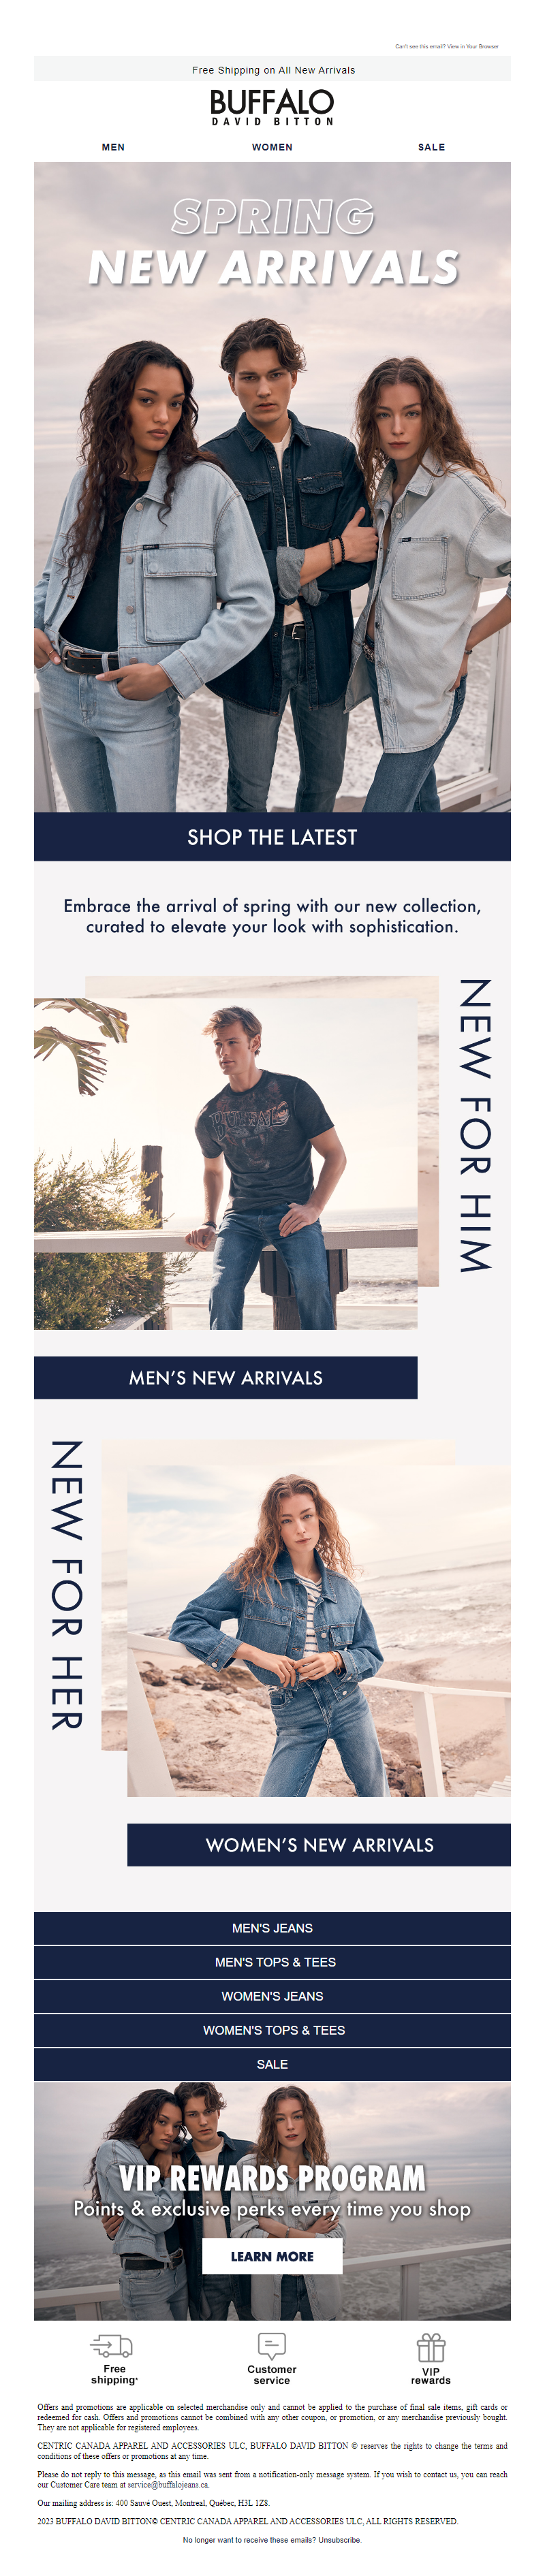 Can't see this email? View in Your Browser
Free Shipping on All New Arrivals
BUFFALO
DAVID BITTON
MEN WOMEN SALE
SPRING
NEW ARRIVALS
SHOP THE LATEST
Embrace the arrival of spring with our new collection,
curated to elevate your look with sophistication.
NEW FOR HIM
BUFFALO
MEN'S NEW ARRIVALS
NEW FOR HER
WOMEN'S NEW ARRIVALS
MEN'S JEANS
MEN'S TOPS & TEES
WOMEN'S JEANS
WOMEN'S TOPS & TEES
SALE
VIP REWARDS PROGRAM
Points & exclusive perks every time you shop
LEARN MORE
Free
shipping*
Customer
service
VIP
rewards
Offers and promotions are applicable on selected merchandise only and cannot be applied to the purchase of final sale items, gift cards or
redeemed for cash. Offers and promotions cannot be combined with any other coupon, or promotion, or any merchandise previously bought.
They are not applicable for registered employees.
CENTRIC CANADA APPAREL AND ACCESSORIES ULC, BUFFALO DAVID BITTON © reserves the rights to change the terms and
conditions of these offers or promotions at any time.
Please do not reply to this message, as this email was sent from a notification-only message system. If you wish to contact us, you can reach
our Customer Care team at service@buffalojeans.ca.
Our mailing address is: 400 Sauvé Ouest, Montreal, Québec, H3L 1Z8.
2023 BUFFALO DAVID BITTON© CENTRIC CANADA APPAREL AND ACCESSORIES ULC, ALL RIGHTS RESERVED.
No longer want to receive these emails? Unsubscribe.